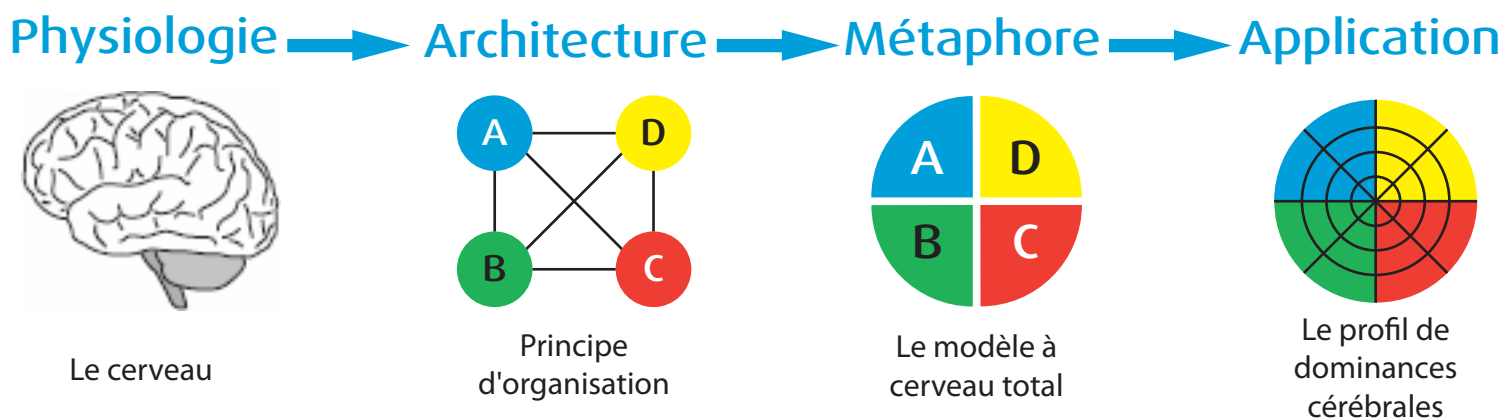 Physiologie
Architecture
Métaphore
Application
A
D
B
C
A
D
B
C
Le cerveau
Principe
d'organisation
Le modèle à
cerveau total
Le profil de
dominances
cérébrales